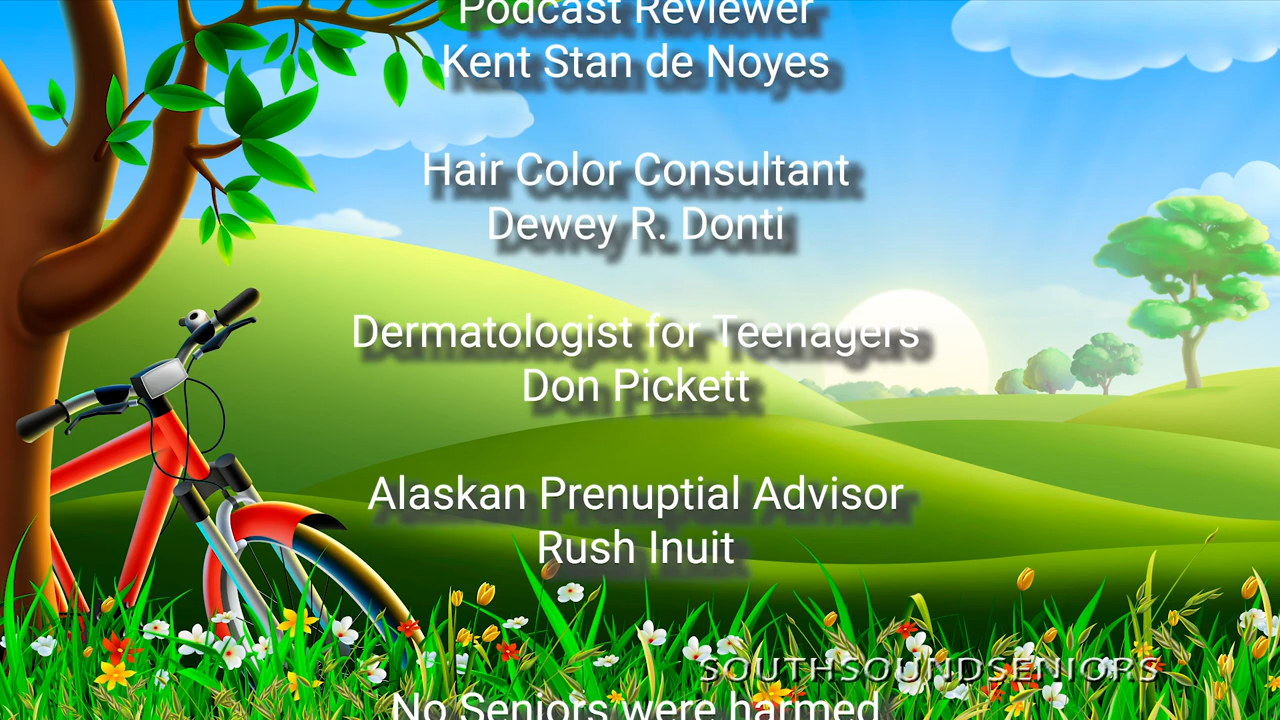 Podcast Reviewer
Kent Stan de Noyes
Hair Color Consultant
Dewey R. Donti
Dermatologist for Teenagers
Don Pickett
Alaskan Prenuptial Advisor
Rush Inuit
SOUTHSOUNDSENIORS
No Seniors were harmed